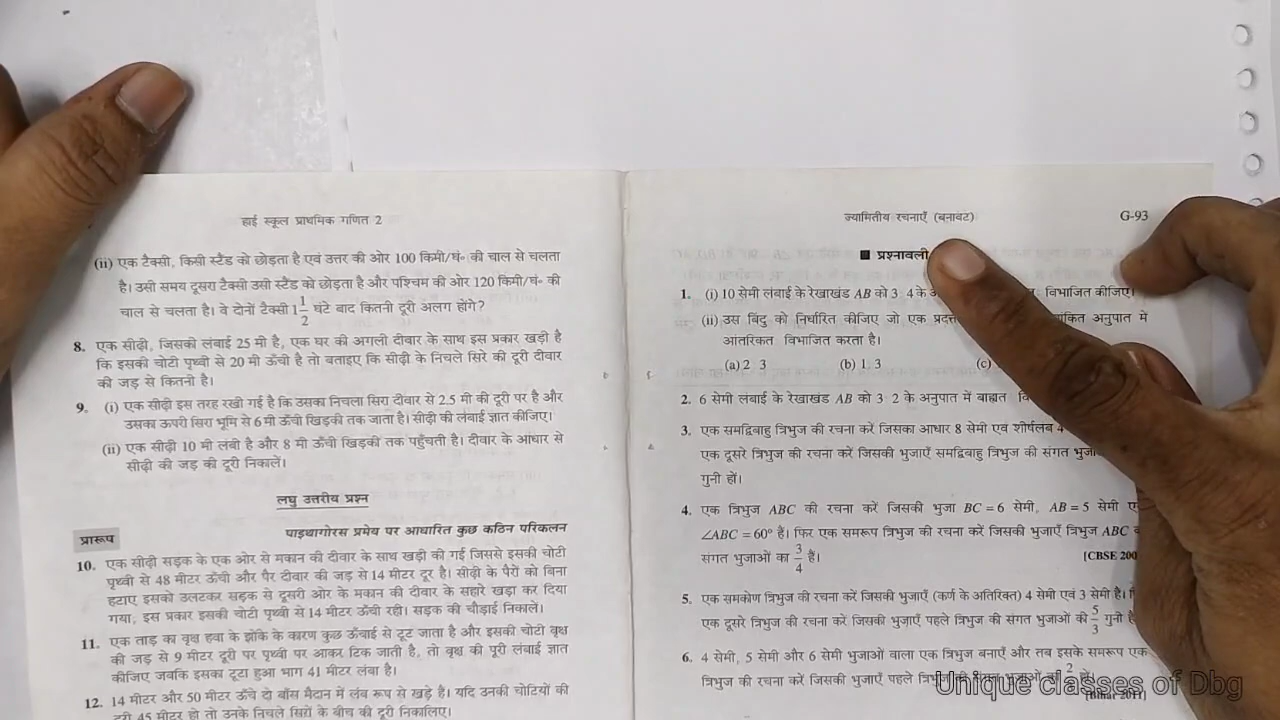 हाई स्कूल प्राथमिक गणित 2
(ii) एक टैक्सी, किसी स्टैंड को छोड़ता है एवं उत्तर की ओर 100 किमी/घं॰ की चाल से चलता
है। उसी समय दूसरा टैक्सी उसी स्टैंड को छोड़ता है और पश्चिम की ओर 120 किमी/घं॰ की
चाल से चलता है। वे दोनों टैक्सी 1 1/2 घंटे बाद कितनी दूरी अलग होंगे?
8. एक सीढ़ी, जिसकी लंबाई 25 मी है, एक घर की अगली दीवार के साथ इस प्रकार खड़ी है
कि इसकी चोटी पृथ्वी से 20 मी ऊँची है तो बताइए कि सीढ़ी के निचले सिरे की दूरी दीवार
की जड़ से कितनी है।
9. (i) एक सीढ़ी इस तरह रखी गई है कि उसका निचला सिरा दीवार से 2.5 मी की दूरी पर है और
उसका ऊपरी सिरा भूमि से 6 मी ऊँची खिड़की तक जाता है। सीढ़ी की लंबाई ज्ञात कीजिए।
(ii) एक सीढ़ी 10 मी लंबी है और 8 मी ऊँची खिड़की तक पहुँचती है। दीवार के आधार से
सीढ़ी की जड़ की दूरी निकालें।
लघु उत्तरीय प्रश्न
प्रारूप
पाइथागोरस प्रमेय पर आधारित कुछ कठिन परिकलन
10. एक सीढ़ी सड़क के एक ओर से मकान की दीवार के साथ खड़ी की गई जिससे इसकी चोटी
पृथ्वी से 48 मीटर ऊँची और पैर दीवार की जड़ से 14 मीटर दूर है। सीढ़ी के पैरों को बिना
हटाए इसको उलटकर सड़क से दूसरी ओर के मकान की दीवार के सहारे खड़ा कर दिया
गया, इस प्रकार इसकी चोटी पृथ्वी से 14 मीटर ऊँची रही। सड़क की चौड़ाई निकालें।
11. एक ताड़ का वृक्ष हवा के झोंके के कारण कुछ ऊँचाई से टूट जाता है और इसकी चोटी वृक्ष
की जड़ से 9 मीटर दूरी पर पृथ्वी पर आकर टिक जाती है, तो वृक्ष की पूरी लंबाई ज्ञात
कीजिए जबकि इसका टूटा हुआ भाग 41 मीटर लंबा है।
12. 14 मीटर और 50 मीटर ऊँचे दो बाँस मैदान में लंब रूप से खड़े है। यदि उनकी चोटियों की
दूरी 45 मीटर हो तो उनके निचले सिरों के बीच की दूरी निकालिए।
ज्यामितीय रचनाएँ (बनावट) G-93
■ प्रश्नावली
1. (i) 10 सेमी लंबाई के रेखाखंड AB को 3 4 के विभाजित कीजिए।
(ii) उस बिंदु को निर्धारित कीजिए जो एक प्रदत्त अनुपात में
आंतरिकत विभाजित करता है।
(a) 2 3 (b) 1. 3 (c)
2. 6 सेमी लंबाई के रेखाखंड AB को 3 2 के अनुपात में बाह्यत
3. एक समद्विबाहु त्रिभुज की रचना करें जिसका आधार 8 सेमी एवं शीर्षलंब 4
एक दूसरे त्रिभुज की रचना करें जिसकी भुजाएँ समद्विबाहु त्रिभुज की संगत
गुनी हों।
4. एक त्रिभुज ABC की रचना करें जिसकी भुजा BC = 6 सेमी, AB = 5 सेमी
∠ABC = 60° हैं। फिर एक समरूप त्रिभुज की रचना करें जिसकी भुजाएँ त्रिभुज ABC
संगत भुजाओं का 3/4 हैं। [CBSE 200
5. एक समकोण त्रिभुज की रचना करें जिसकी भुजाएँ (कर्ण के अतिरिक्त) 4 सेमी एवं 3 सेमी हैं।
एक दूसरे त्रिभुज की रचना करें जिसकी भुजाएँ पहले त्रिभुज की संगत भुजाओं की 5/3 गुनी है
6. 4 सेमी, 5 सेमी और 6 सेमी भुजाओं वाला एक त्रिभुज बनाएँ और तब इसके समरूप एक
त्रिभुज की रचना करें जिसकी भुजाएँ पहले
[Bihar 2011]
Unique classes of Dbg